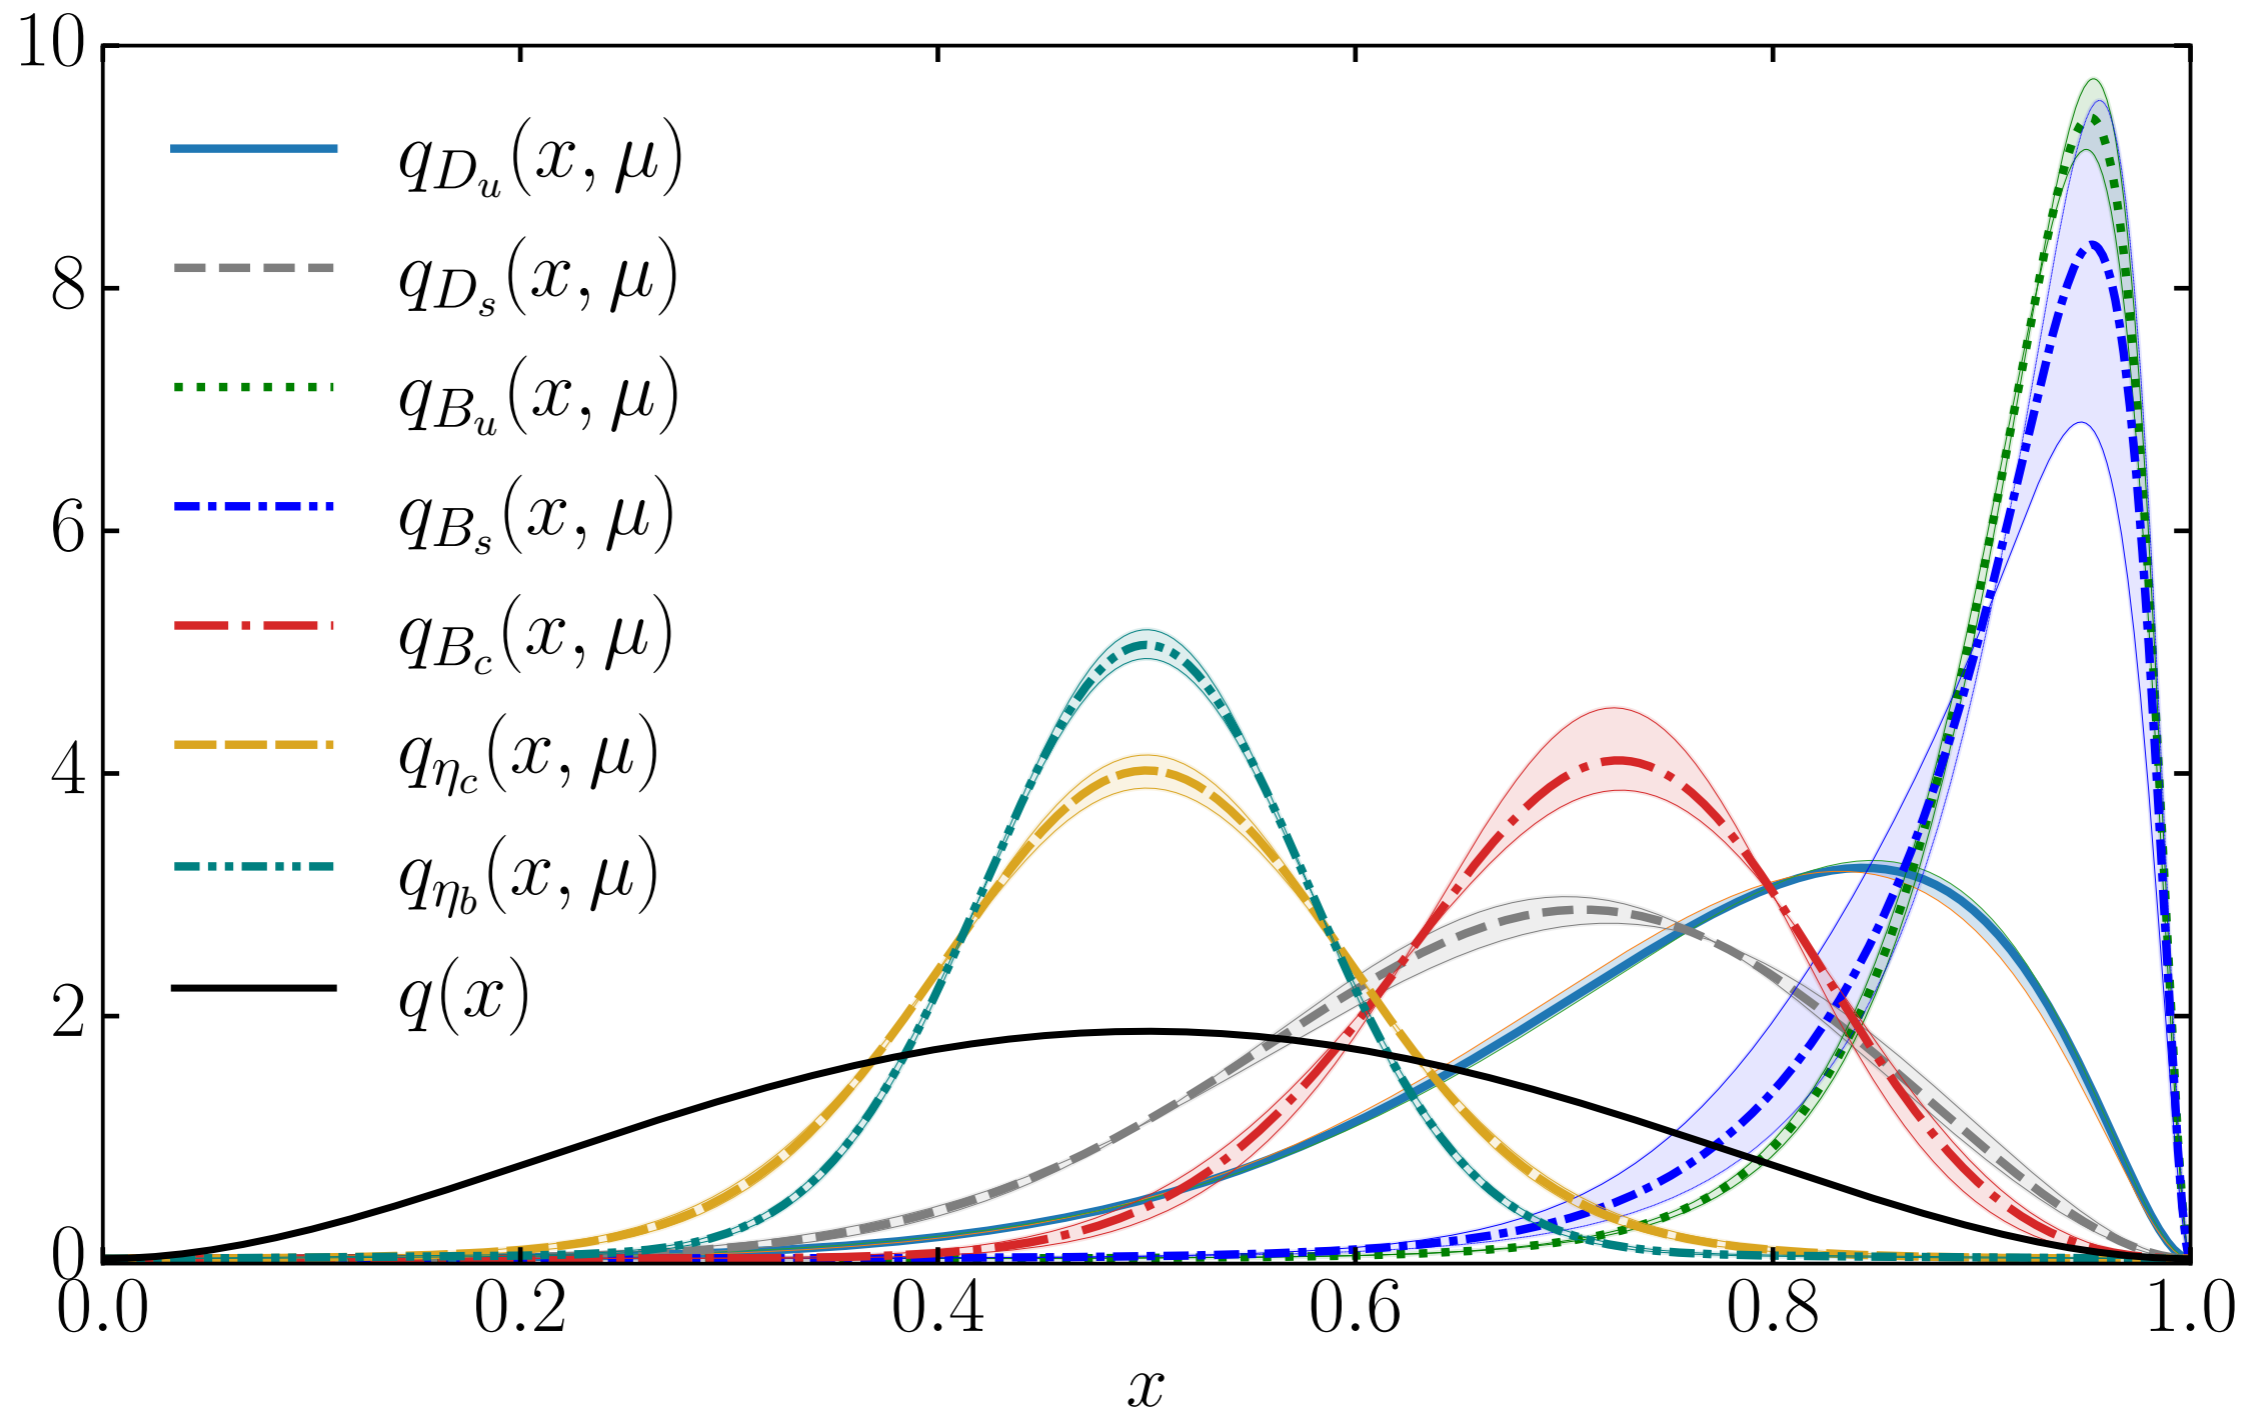 10
8
6
4
2
0
q_{D_u}(x, μ)
q_{D_s}(x, μ)
q_{B_u}(x, μ)
q_{B_s}(x, μ)
q_{B_c}(x, μ)
q_{η_c}(x, μ)
q_{η_b}(x, μ)
q(x)
0.0 0.2 0.4 0.6 0.8 1.0
x